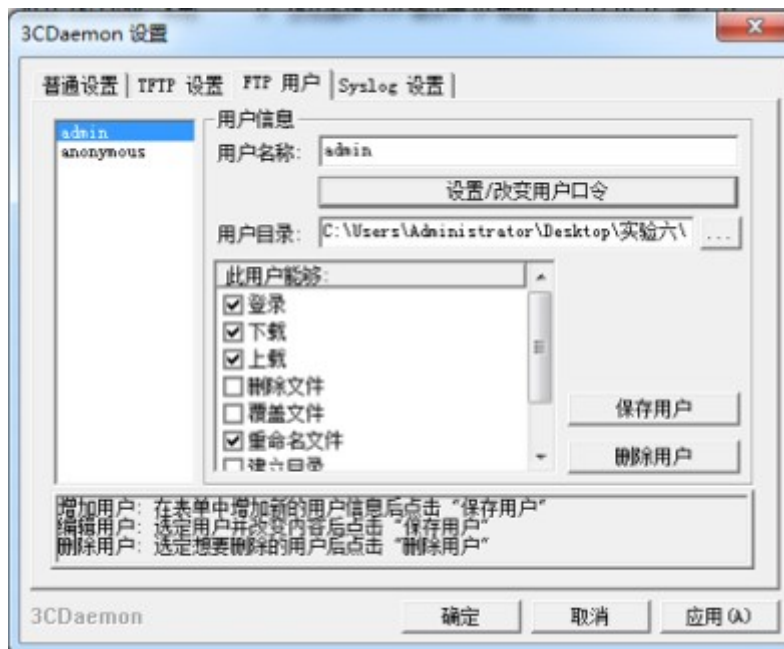 3CDaemon 设置
普通设置 TFTP 设置 FTP 用户 Syslog 设置
admin
anonymous
用户信息
用户名称: admin
设置/改变用户口令
用户目录: C:\Users\Administrator\Desktop\实验六\ ...
此用户能够:
登录
下载
上载
删除文件
覆盖文件
重命名文件
建立目录
保存用户
删除用户
增加用户: 在表单中增加新的用户信息后点击 “保存用户”
编辑用户: 选定用户并改变内容后点击 “保存用户”
删除用户: 选定想要删除的用户后点击 “删除用户”
3CDaemon
确定 取消 应用(A)